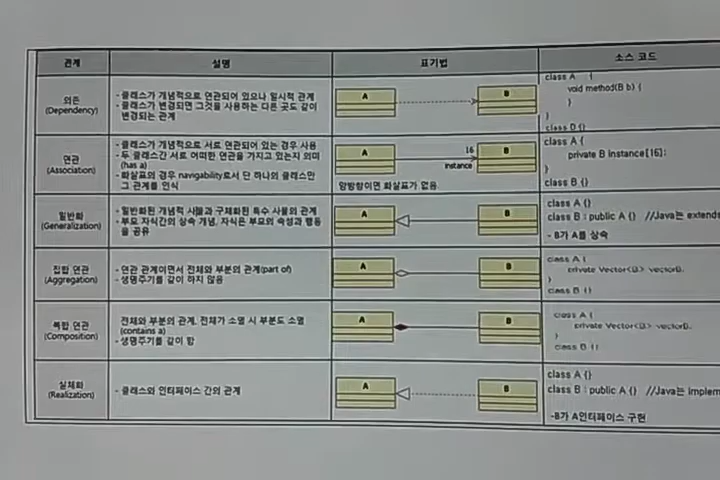 관계
설명
표기법
소스 코드
의존
(Dependency)
- 클래스가 개념적으로 연관되어 있으나 일시적 관계
- 클래스가 변경되면 그것을 사용하는 다른 곳도 같이
변경되는 관계
A
B
class A {
void method(B b) {
}
}
class B {}
연관
(Association)
- 클래스가 개념적으로 서로 연관되어 있는 경우 사용
- 두 클래스간 서로 어떠한 연관을 가지고 있는지 의미
(has a)
- 화살표의 경우 navigability로서 단 하나의 클래스만
그 관계를 인식
A
16
B
instance
양방향이면 화살표가 없음
class A {
private B Instance[16];
}
class B {}
일반화
(Generalization)
- 일반화된 개념적 사물과 구체화된 특수 사물의 관계
- 부모 자식간의 상속 개념, 자식은 부모의 속성과 행동
을 공유
A
B
class A {}
class B : public A {} //Java는 extends
- B가 A를 상속
집합 연관
(Aggregation)
- 연관 관계이면서 전체와 부분의 관계(part of)
- 생명주기를 같이 하지 않음
A
B
class A {
private Vector<B> vectorB.
}
class B {}
복합 연관
(Composition)
전체와 부분의 관계, 전체가 소멸 시 부분도 소멸
(contains a)
- 생명주기를 같이 함
A
B
class A {
private Vector<B> vectorB.
}
class B {}
실체화
(Realization)
- 클래스와 인터페이스 간의 관계
A
B
class A {}
class B : public A {} //Java는 implem
-B가 A인터페이스 구현